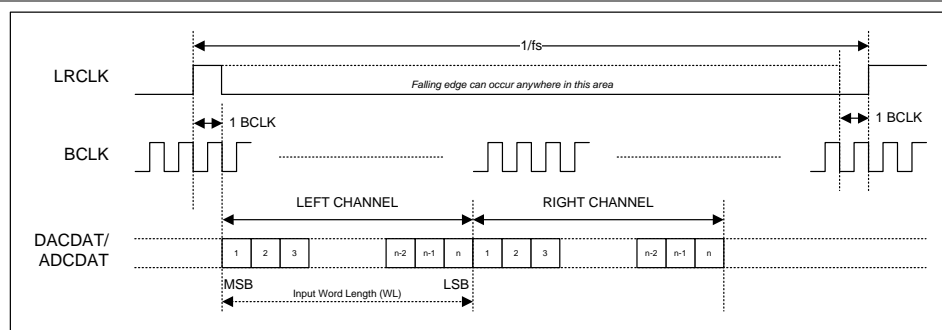 1/fs
LRCLK
Falling edge can occur anywhere in this area
1 BCLK
1 BCLK
BCLK
LEFT CHANNEL
RIGHT CHANNEL
DACDAT/
ADCDAT
1 2 3 n-2 n-1 n 1 2 3 n-2 n-1 n
MSB LSB
Input Word Length (WL)